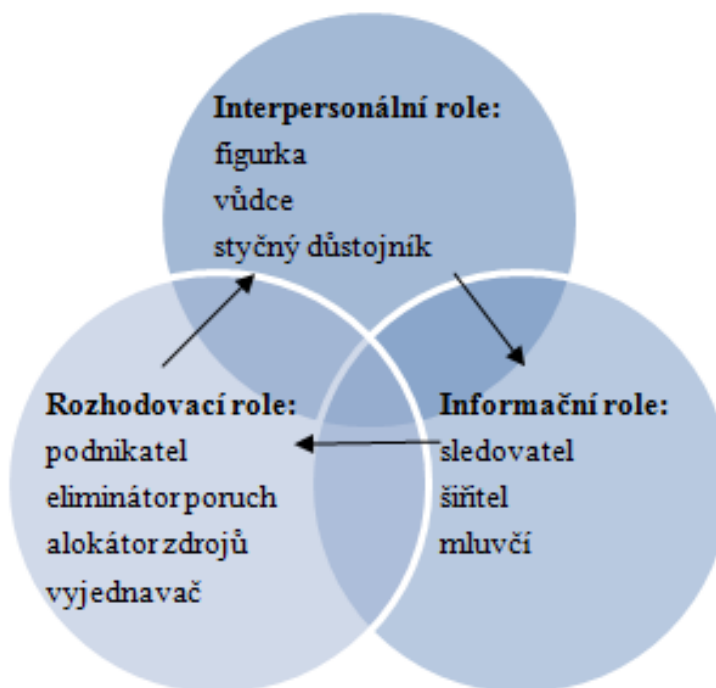 Interpersonální role:
figurka
vůdce
styčný důstojník
Rozhodovací role:
podnikatel
eliminátor poruch
alokátor zdrojů
vyjednavač
Informační role:
sledovatel
šiřitel
mluvčí